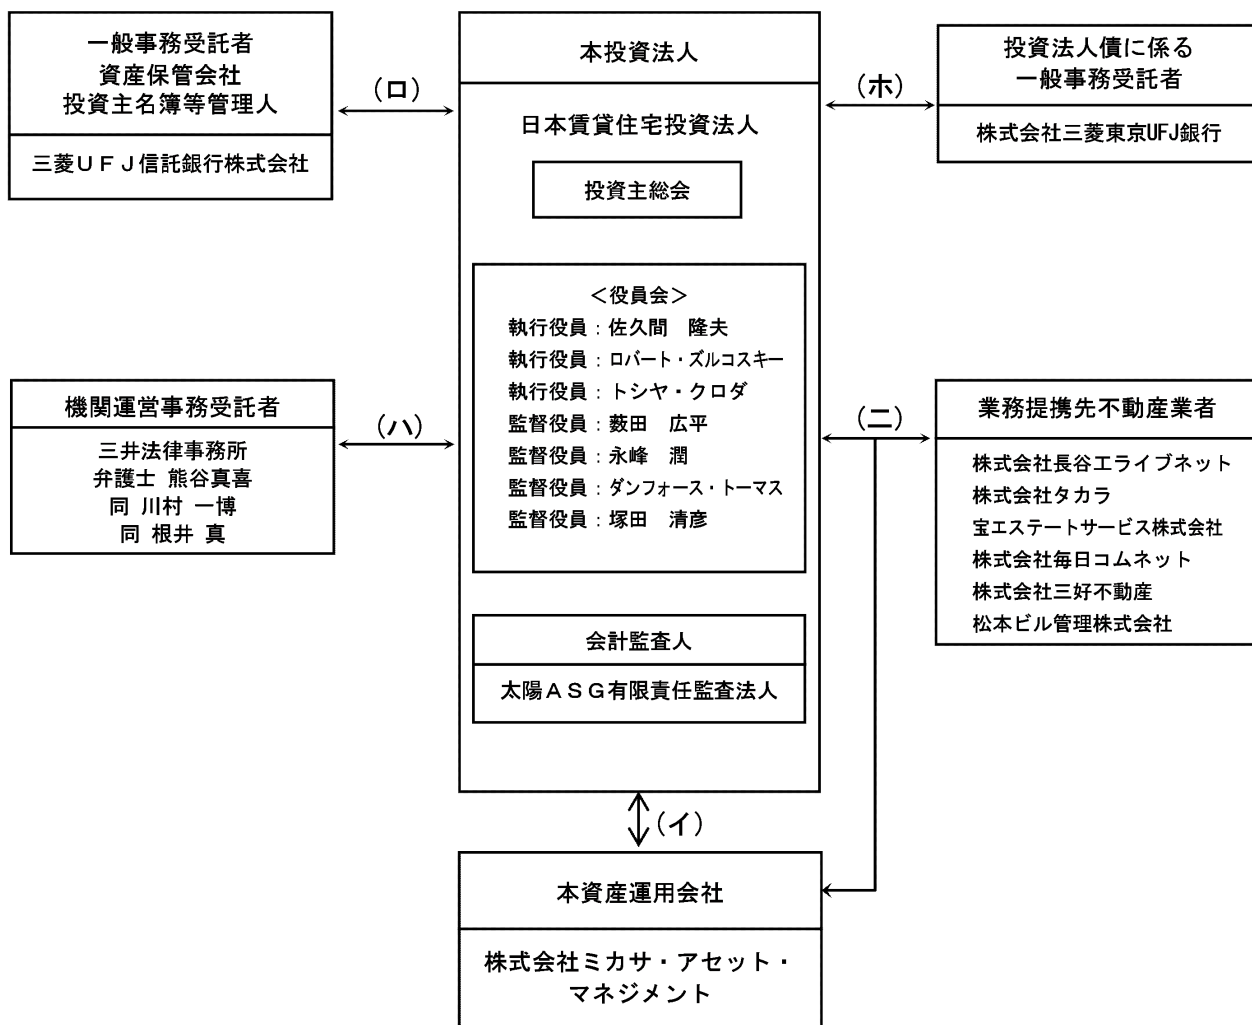 一般事務受託者
資産保管会社
投資主名簿等管理人
三菱ＵＦＪ信託銀行株式会社
(ロ)
本投資法人
日本賃貸住宅投資法人
投資主総会
＜役員会＞
執行役員：佐久間　隆夫
執行役員：ロバート・ズルコスキー
執行役員：トシヤ・クロダ
監督役員：薮田　広平
監督役員：永峰　潤
監督役員：ダンフォース・トーマス
監督役員：塚田　清彦
会計監査人
太陽ＡＳＧ有限責任監査法人
(ホ)
投資法人債に係る
一般事務受託者
株式会社三菱東京UFJ銀行
機関運営事務受託者
三井法律事務所
弁護士 熊谷真喜
同 川村 一博
同 根井 真
(ハ)
(ニ)
業務提携先不動産業者
株式会社長谷工ライブネット
株式会社タカラ
宝エステートサービス株式会社
株式会社毎日コムネット
株式会社三好不動産
松本ビル管理株式会社
(イ)
本資産運用会社
株式会社ミカサ・アセット・
マネジメント